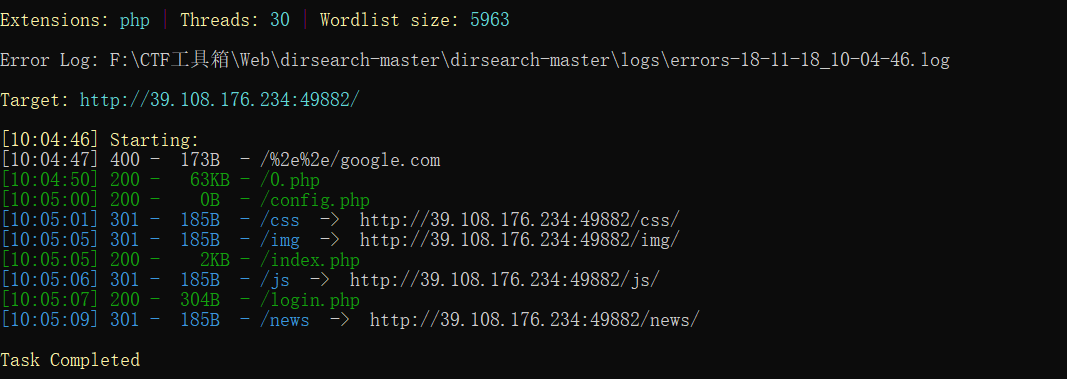 Extensions: php | Threads: 30 | Wordlist size: 5963
Error Log: F:\CTF工具箱\Web\dirsearch-master\dirsearch-master\logs\errors-18-11-18_10-04-46.log
Target: http://39.108.176.234:49882/
[10:04:46] Starting:
[10:04:47] 400 -  173B  - /%2e%2e/google.com
[10:04:50] 200 -   63KB - /0.php
[10:05:00] 200 -    0B  - /config.php
[10:05:01] 301 -  185B  - /css  ->  http://39.108.176.234:49882/css/
[10:05:05] 301 -  185B  - /img  ->  http://39.108.176.234:49882/img/
[10:05:05] 200 -    2KB - /index.php
[10:05:06] 301 -  185B  - /js  ->  http://39.108.176.234:49882/js/
[10:05:07] 200 -  304B  - /login.php
[10:05:09] 301 -  185B  - /news  ->  http://39.108.176.234:49882/news/
Task Completed